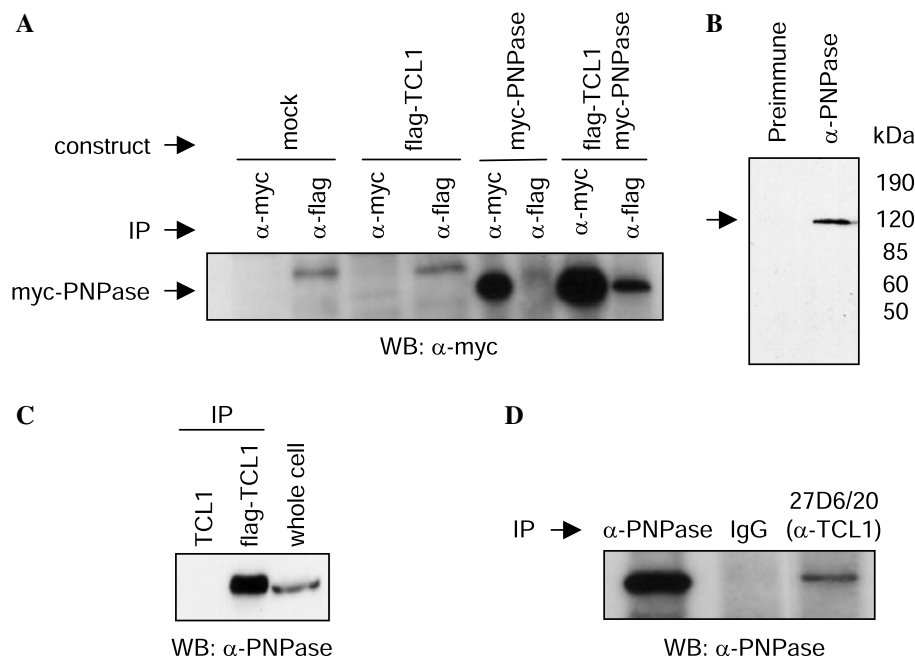 A
construct
mock
flag-TCL1
myc-PNPase
flag-TCL1
myc-PNPase
IP
α-myc
α-flag
α-myc
α-flag
α-myc
α-flag
α-myc
α-flag
myc-PNPase
WB: α-myc
B
Preimmune
α-PNPase
kDa
190
120
85
60
50
C
IP
TCL1
flag-TCL1
whole cell
WB: α-PNPase
D
IP
α-PNPase
IgG
27D6/20
(α-TCL1)
WB: α-PNPase